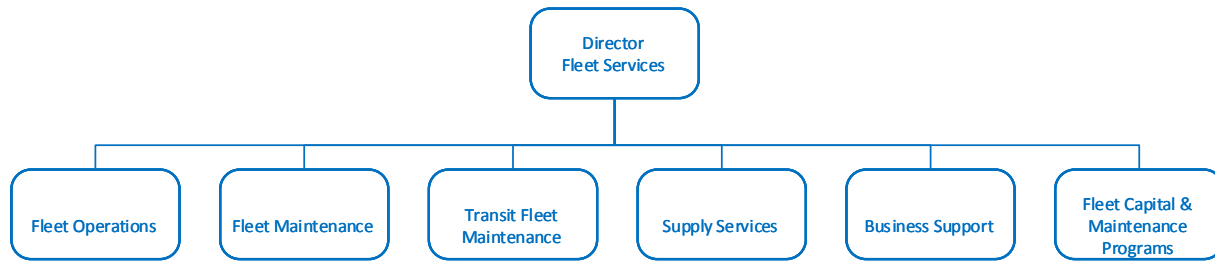 Director
Fleet Services
Fleet Operations
Fleet Maintenance
Transit Fleet
Maintenance
Supply Services
Business Support
Fleet Capital &
Maintenance
Programs